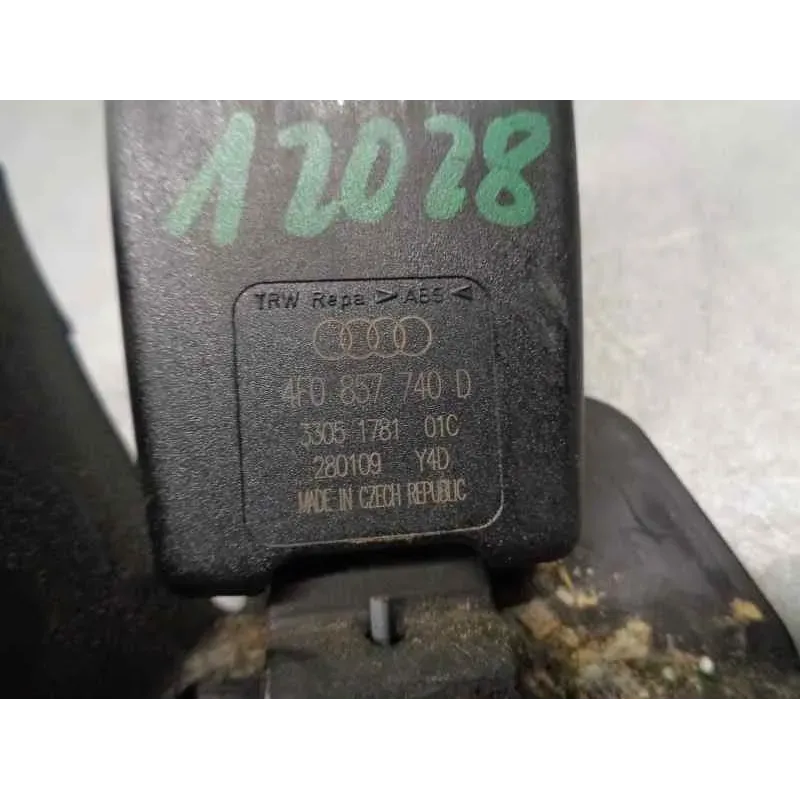 12028
TRW Repa >ABS<
4F0 857 740 D
3305 1781 01C
280109 Y4D
MADE IN CZECH REPUBLIC